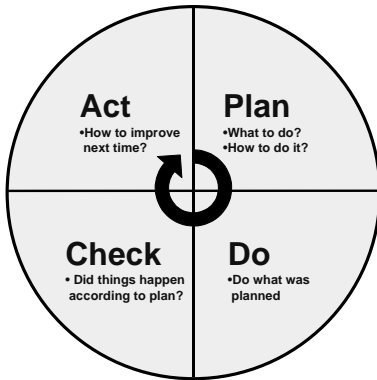 Act
•How to improve
next time?
Plan
•What to do?
•How to do it?
Check
• Did things happen
according to plan?
Do
•Do what was
planned